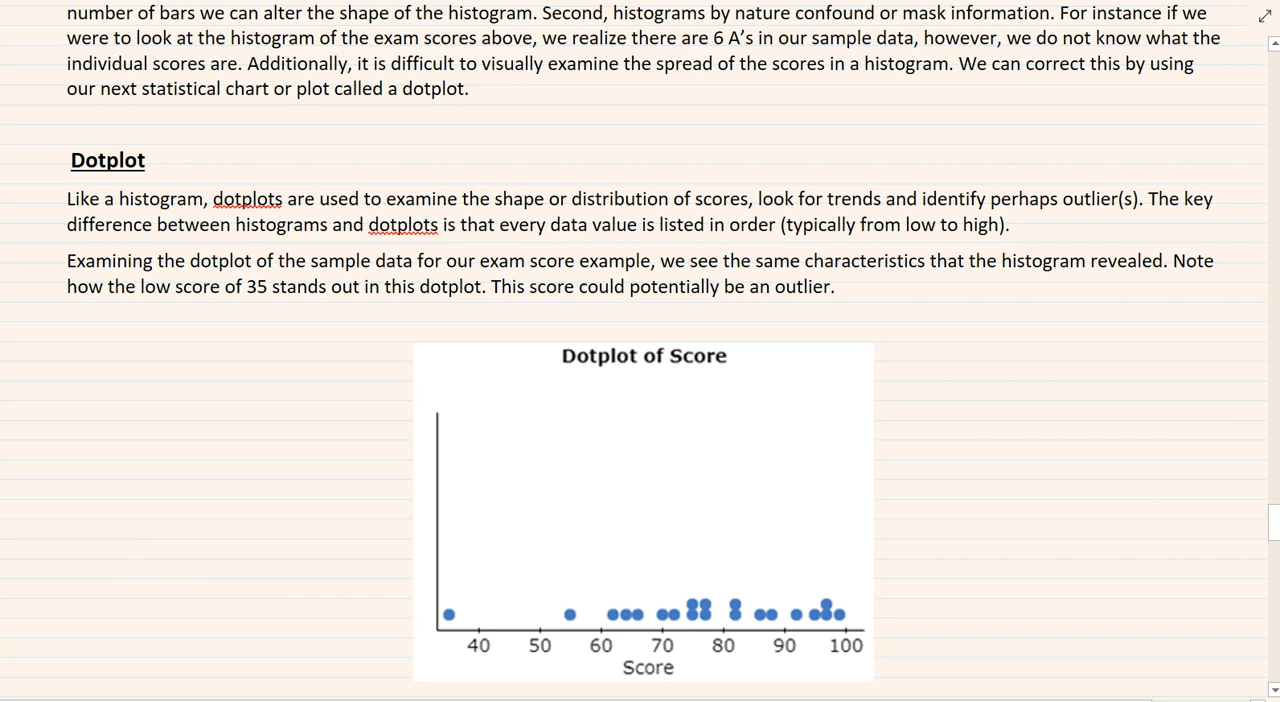 number of bars we can alter the shape of the histogram. Second, histograms by nature confound or mask information. For instance if we
were to look at the histogram of the exam scores above, we realize there are 6 A’s in our sample data, however, we do not know what the
individual scores are. Additionally, it is difficult to visually examine the spread of the scores in a histogram. We can correct this by using
our next statistical chart or plot called a dotplot.
Dotplot
Like a histogram, dotplots are used to examine the shape or distribution of scores, look for trends and identify perhaps outlier(s). The key
difference between histograms and dotplots is that every data value is listed in order (typically from low to high).
Examining the dotplot of the sample data for our exam score example, we see the same characteristics that the histogram revealed. Note
how the low score of 35 stands out in this dotplot. This score could potentially be an outlier.
Dotplot of Score
40 50 60 70 80 90 100
Score